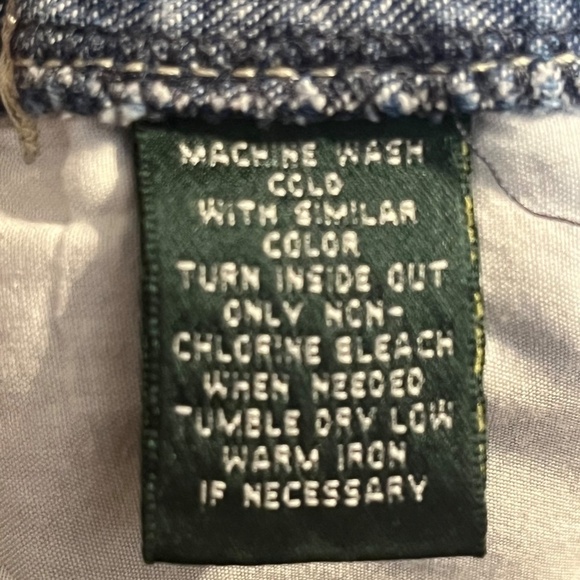 MACHINE WASH
COLD
WITH SIMILAR
COLOR
TURN INSIDE OUT
ONLY NON-
CHLORINE BLEACH
WHEN NEEDED
TUMBLE DRY LOW
WARM IRON
IF NECESSARY